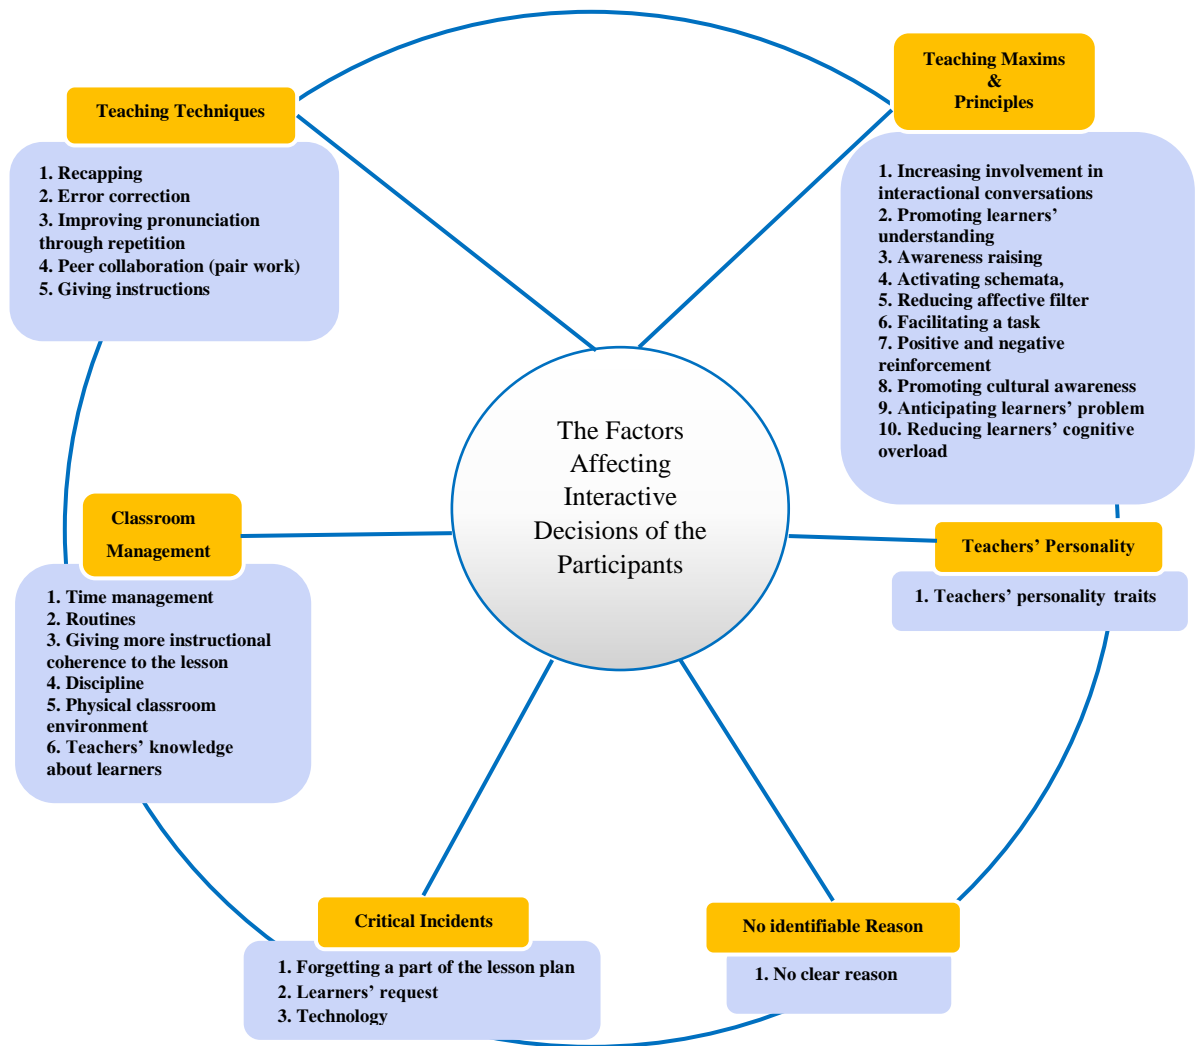 Teaching Techniques
1. Recapping
2. Error correction
3. Improving pronunciation
through repetition
4. Peer collaboration (pair work)
5. Giving instructions
Teaching Maxims
&
Principles
1. Increasing involvement in
interactional conversations
2. Promoting learners’
understanding
3. Awareness raising
4. Activating schemata,
5. Reducing affective filter
6. Facilitating a task
7. Positive and negative
reinforcement
8. Promoting cultural awareness
9. Anticipating learners’ problem
10. Reducing learners’ cognitive
overload
The Factors
Affecting
Interactive
Decisions of the
Participants
Classroom
Management
1. Time management
2. Routines
3. Giving more instructional
coherence to the lesson
4. Discipline
5. Physical classroom
environment
6. Teachers’ knowledge
about learners
Teachers’ Personality
1. Teachers’ personality traits
Critical Incidents
1. Forgetting a part of the lesson plan
2. Learners’ request
3. Technology
No identifiable Reason
1. No clear reason